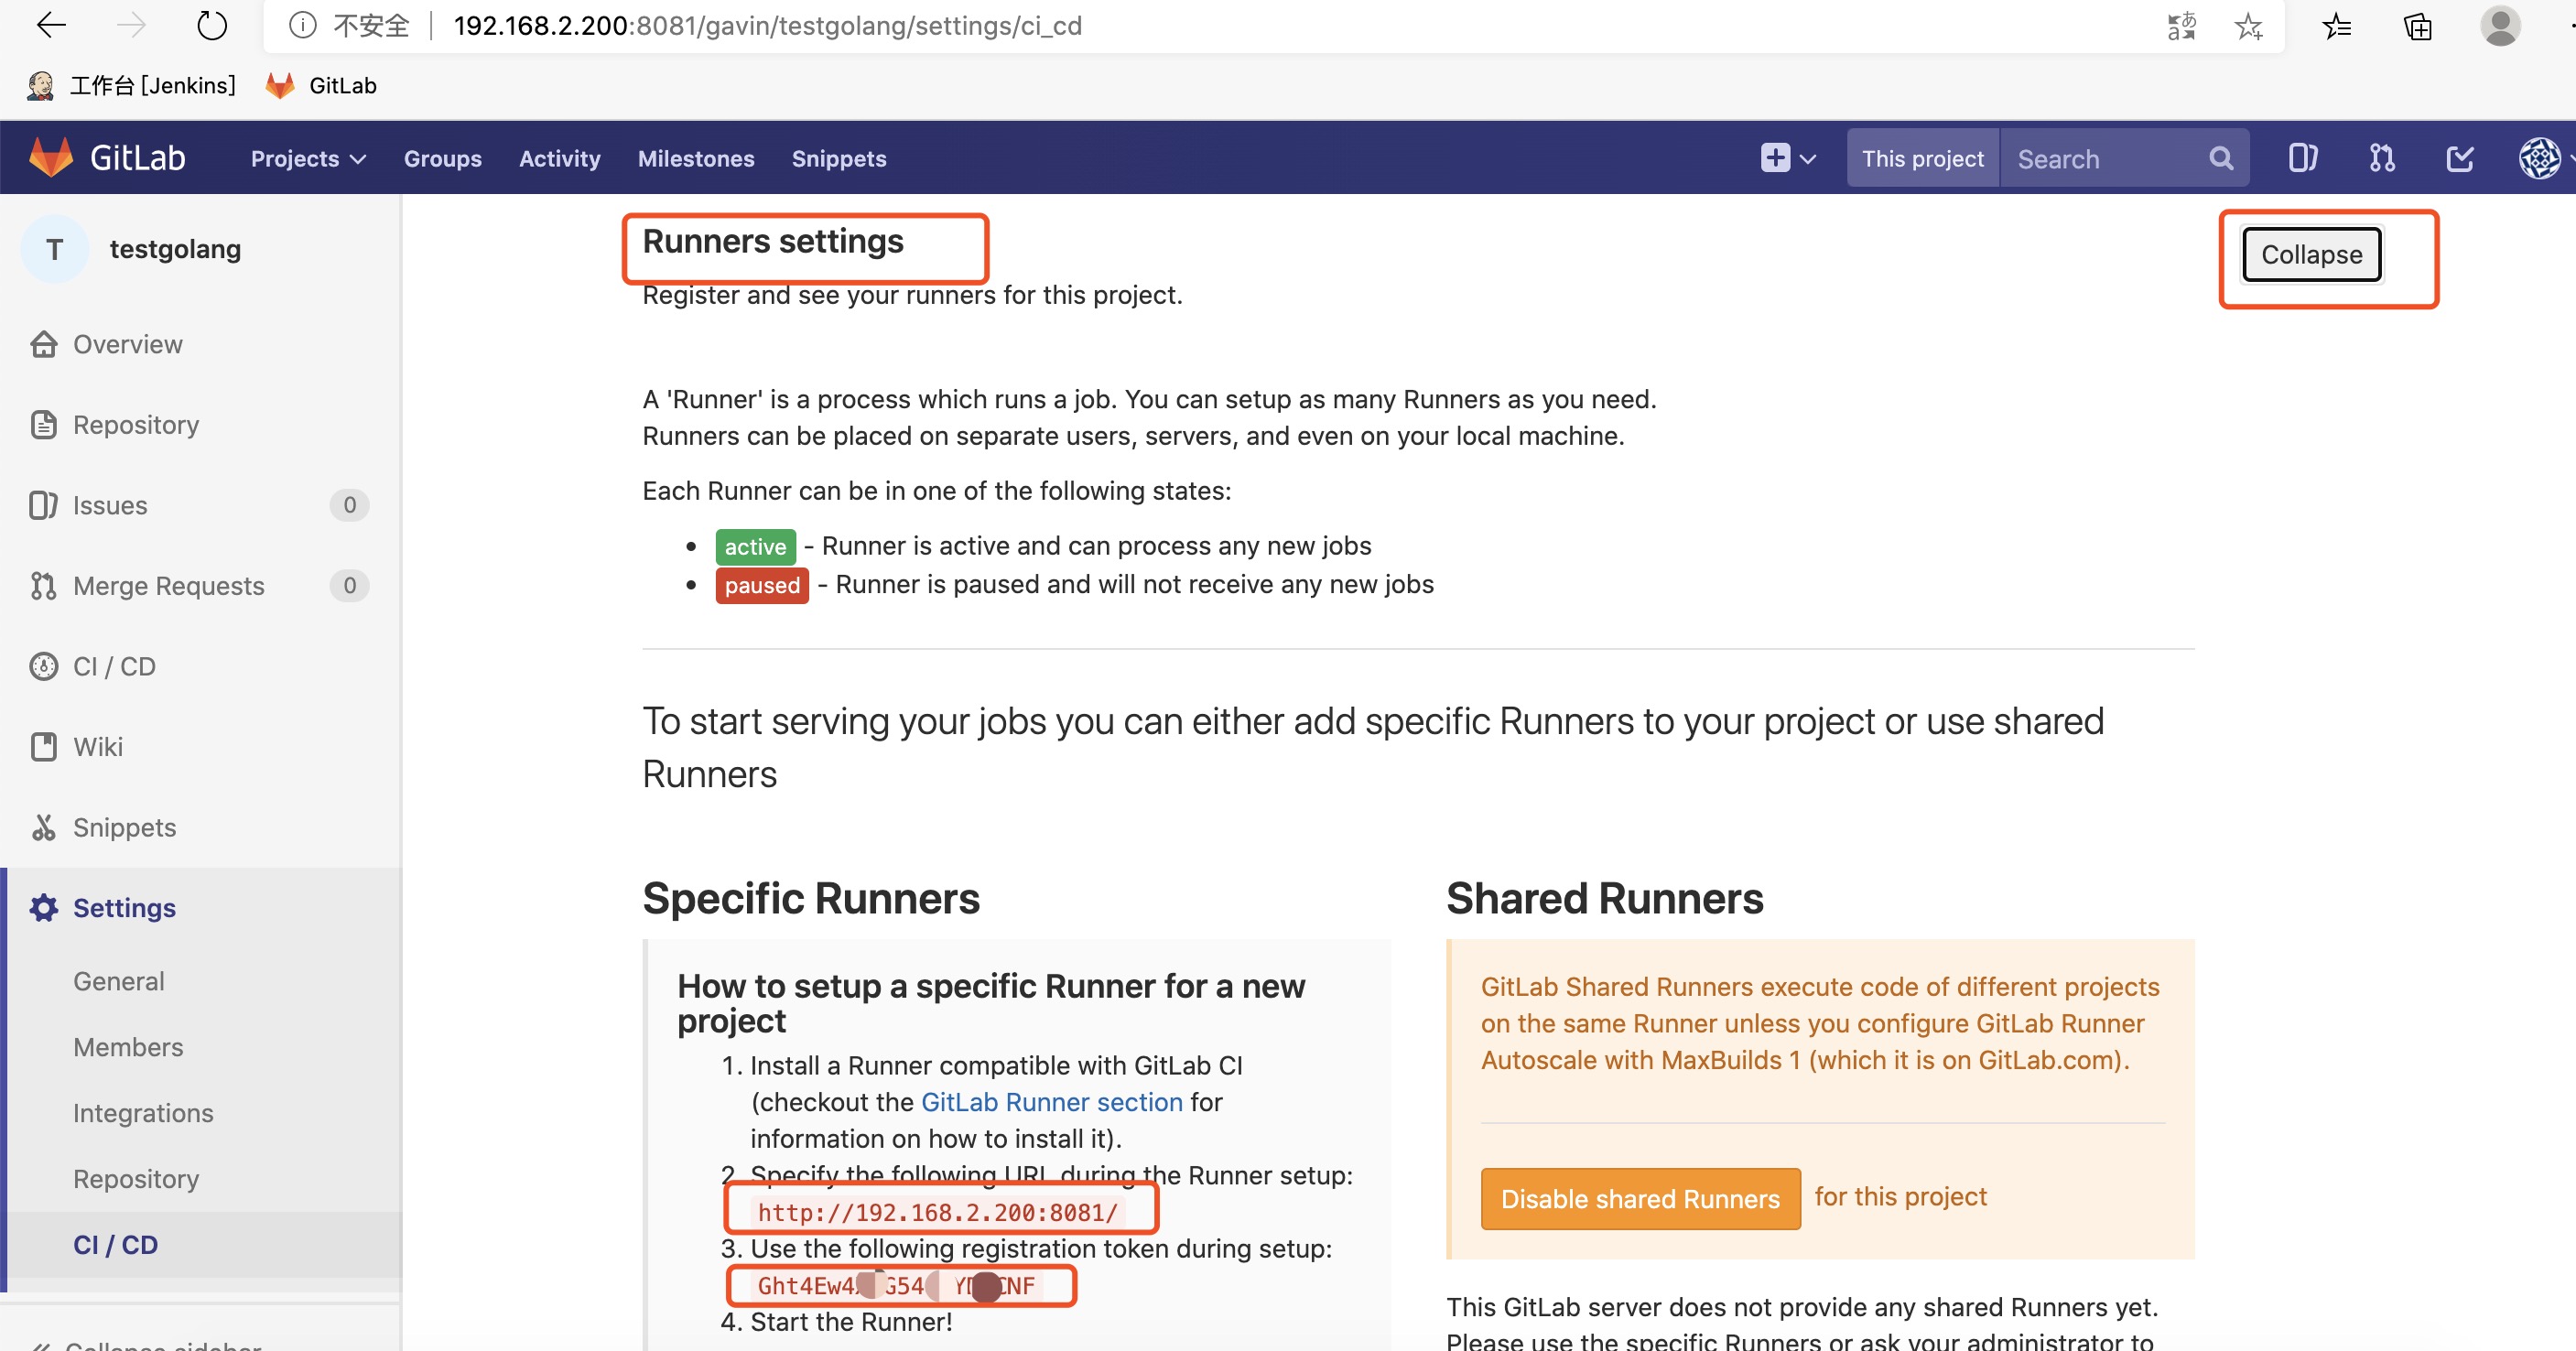 不安全 192.168.2.200:8081/gavin/testgolang/settings/ci_cd
工作台 [Jenkins] GitLab
GitLab Projects Groups Activity Milestones Snippets This project Search
T testgolang
Overview
Repository
Issues 0
Merge Requests 0
CI / CD
Wiki
Snippets
Settings
General
Members
Integrations
Repository
CI / CD
Collapse sidebar
Runners settings
Collapse
Register and see your runners for this project.
A 'Runner' is a process which runs a job. You can setup as many Runners as you need.
Runners can be placed on separate users, servers, and even on your local machine.
Each Runner can be in one of the following states:
active - Runner is active and can process any new jobs
paused - Runner is paused and will not receive any new jobs
To start serving your jobs you can either add specific Runners to your project or use shared
Runners
Specific Runners
How to setup a specific Runner for a new
project
1. Install a Runner compatible with GitLab CI
(checkout the GitLab Runner section for
information on how to install it).
2. Specify the following URL during the Runner setup:
http://192.168.2.200:8081/
3. Use the following registration token during setup:
4. Start the Runner!
Shared Runners
GitLab Shared Runners execute code of different projects
on the same Runner unless you configure GitLab Runner
Autoscale with MaxBuilds 1 (which it is on GitLab.com).
Disable shared Runners for this project
This GitLab server does not provide any shared Runners yet.
Please use the specific Runners or ask your administrator to